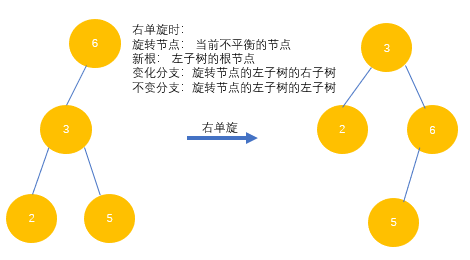 右单旋时:
旋转节点: 当前不平衡的节点
新根: 左子树的根节点
变化分支: 旋转节点的左子树的右子树
不变分支: 旋转节点的左子树的左子树
6
3
2
5
右单旋
3
2
6
5